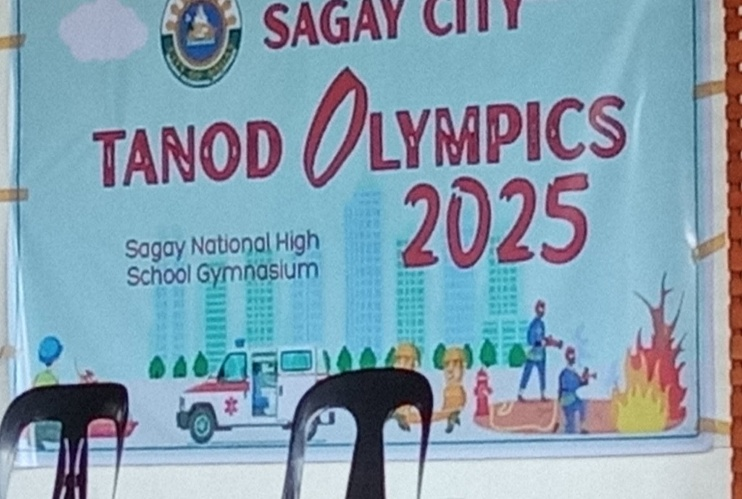 SAGAY CITY
TANOD OLYMPICS
2025
Sagay National High
School Gymnasium